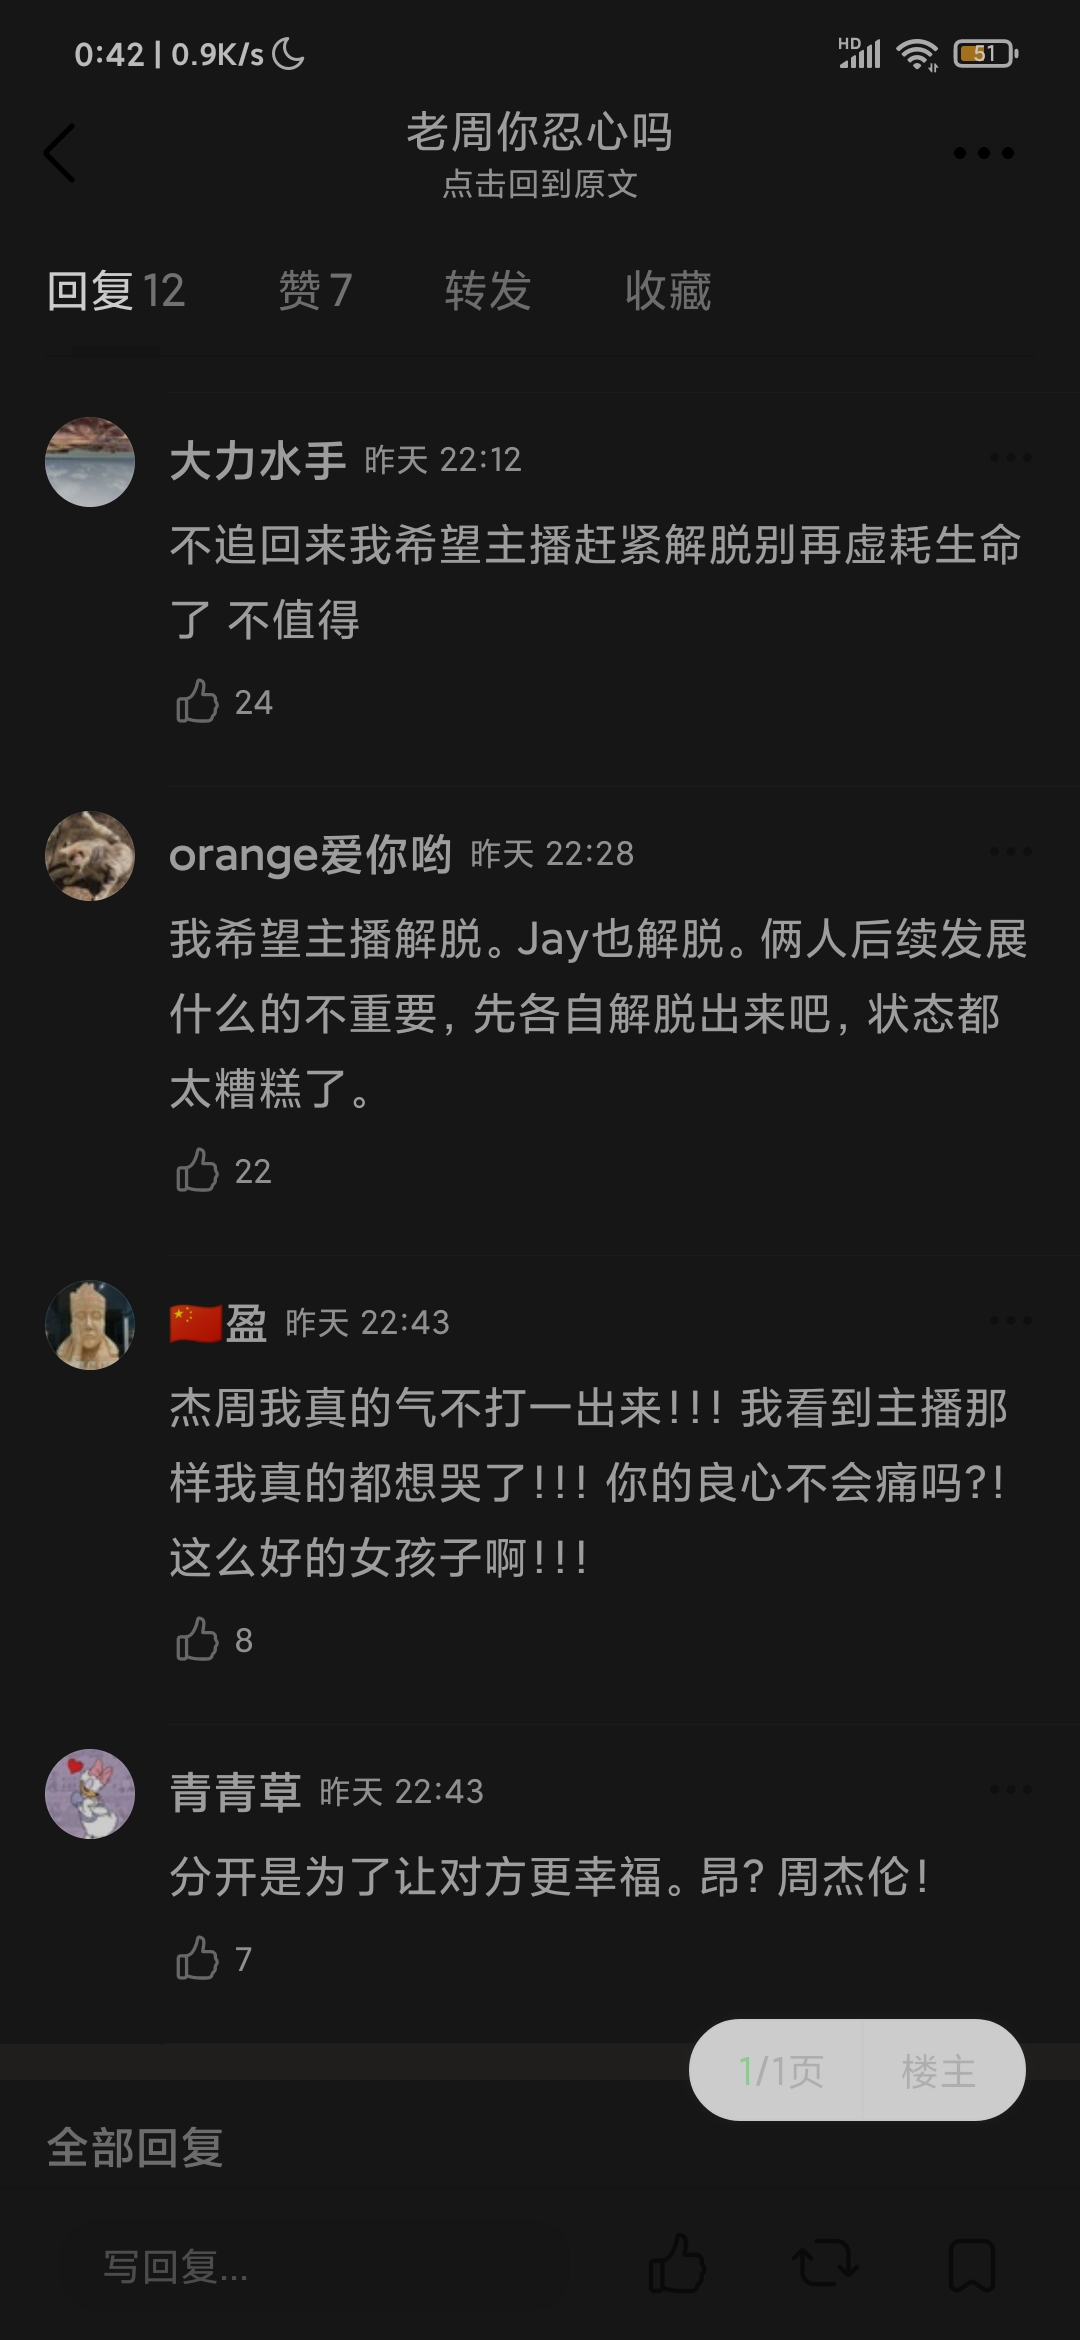 0:42 | 0.9K/s
HD
51
老周你忍心吗
点击回到原文
回复 12 赞 7 转发 收藏
大力水手 昨天 22:12
不追回来我希望主播赶紧解脱别再虚耗生命
了 不值得
24
orange爱你哟 昨天 22:28
我希望主播解脱。Jay也解脱。俩人后续发展
什么的不重要，先各自解脱出来吧，状态都
太糟糕了。
22
🇨🇳盈 昨天 22:43
杰周我真的气不打一出来!!! 我看到主播那
样我真的都想哭了!!! 你的良心不会痛吗?!
这么好的女孩子啊!!!
8
青青草 昨天 22:43
分开是为了让对方更幸福。昂? 周杰伦!
7
1/1页 楼主
全部回复
写回复...